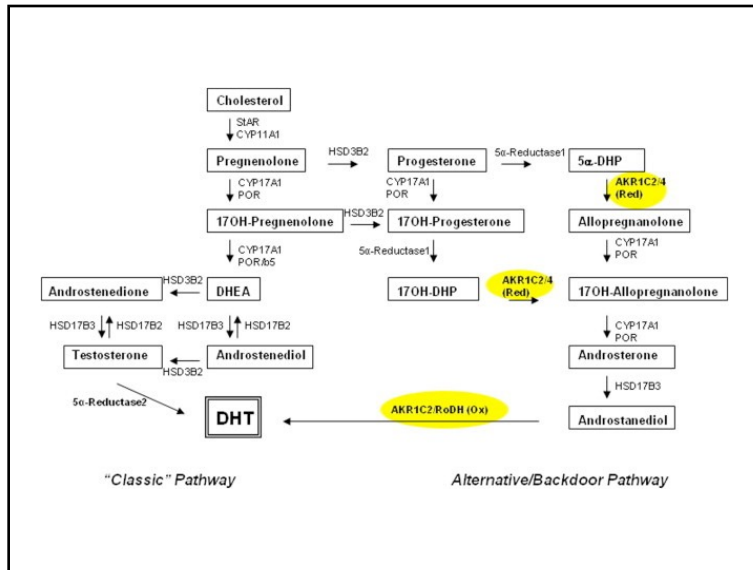 Cholesterol
StAR
CYP11A1
Pregnenolone
HSD3B2
Progesterone
5α-Reductase1
5α-DHP
CYP17A1
POR
CYP17A1
POR
AKR1C2/4
(Red)
17OH-Pregnenolone
HSD3B2
17OH-Progesterone
Allopregnanolone
CYP17A1
POR/b5
5α-Reductase1
CYP17A1
POR
Androstenedione
HSD3B2
DHEA
17OH-DHP
AKR1C2/4
(Red)
17OH-Allopregnanolone
HSD17B3
HSD17B2
HSD17B3
HSD17B2
CYP17A1
POR
Testosterone
HSD3B2
Androstenediol
Androsterone
5α-Reductase2
DHT
AKR1C2/RoDH (Ox)
HSD17B3
Androstanediol
"Classic" Pathway
Alternative/Backdoor Pathway